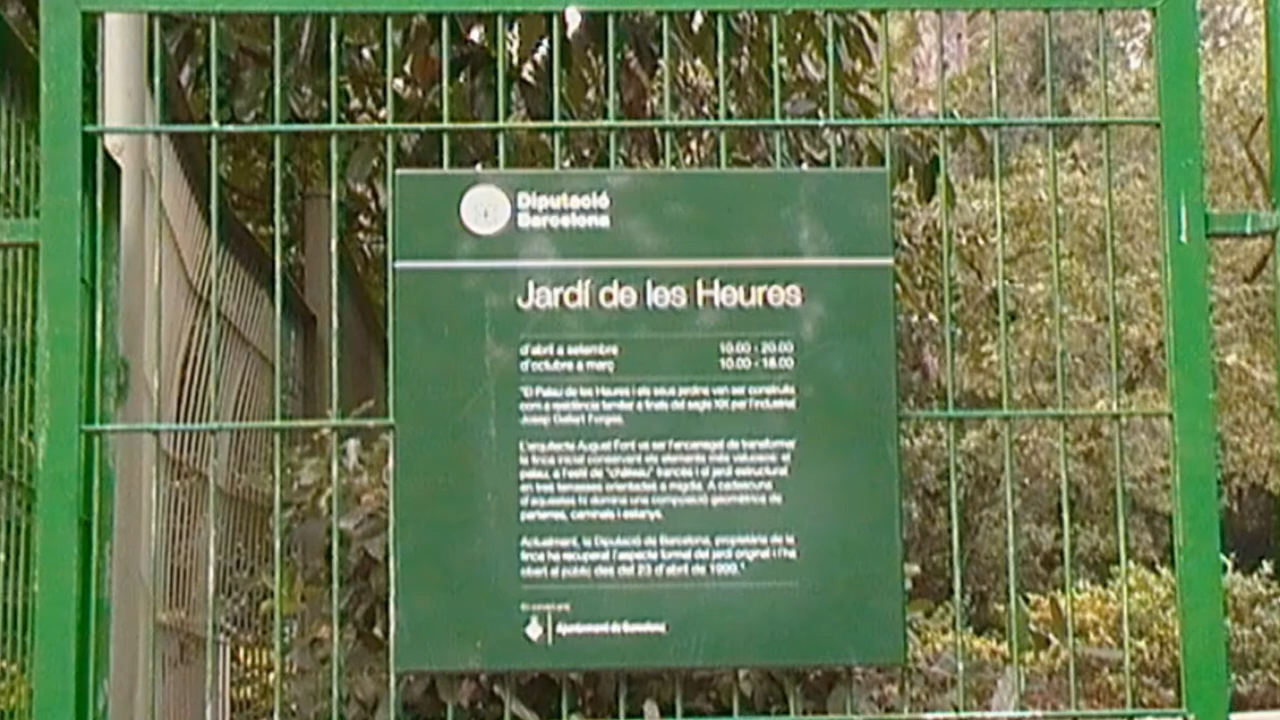 Diputació
Barcelona
Jardí de les Heures
d'abril a setembre 10.00 - 20.00
d'octubre a març 10.00 - 18.00
"El Palau de les Heures i els seus jardins van ser construïts
com a residència familiar a finals del segle XIX per l'industrial
Josep Gallart Forgas.
L'arquitecte August Font va ser l'encarregat de transformar
la finca inicial conservant els elements més valuosos: el
palau, a l'estil de "château" francès i el jardí estructurat
en tres terrasses orientades a migdia. A cadascuna
d'aquestes hi domina una composició geomètrica de
parterres, caminals i estanys.
Actualment, la Diputació de Barcelona, propietària de la
finca ha recuperat l'aspecte formal del jardí original i l'ha
obert al públic des del 23 d'abril de 1999."
Ajuntament de Barcelona